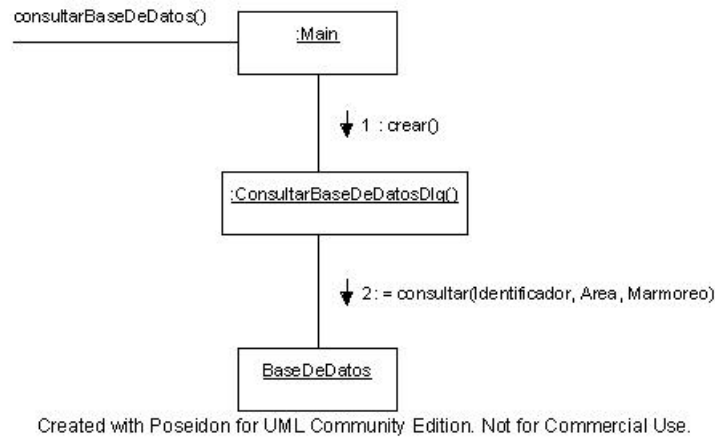 consultarBaseDeDatos()
:Main
1 : crear()
:ConsultarBaseDeDatosDlg()
2: = consultar(Identificador, Area, Marmoreo)
BaseDeDatos
Created with Poseidon for UML Community Edition. Not for Commercial Use.